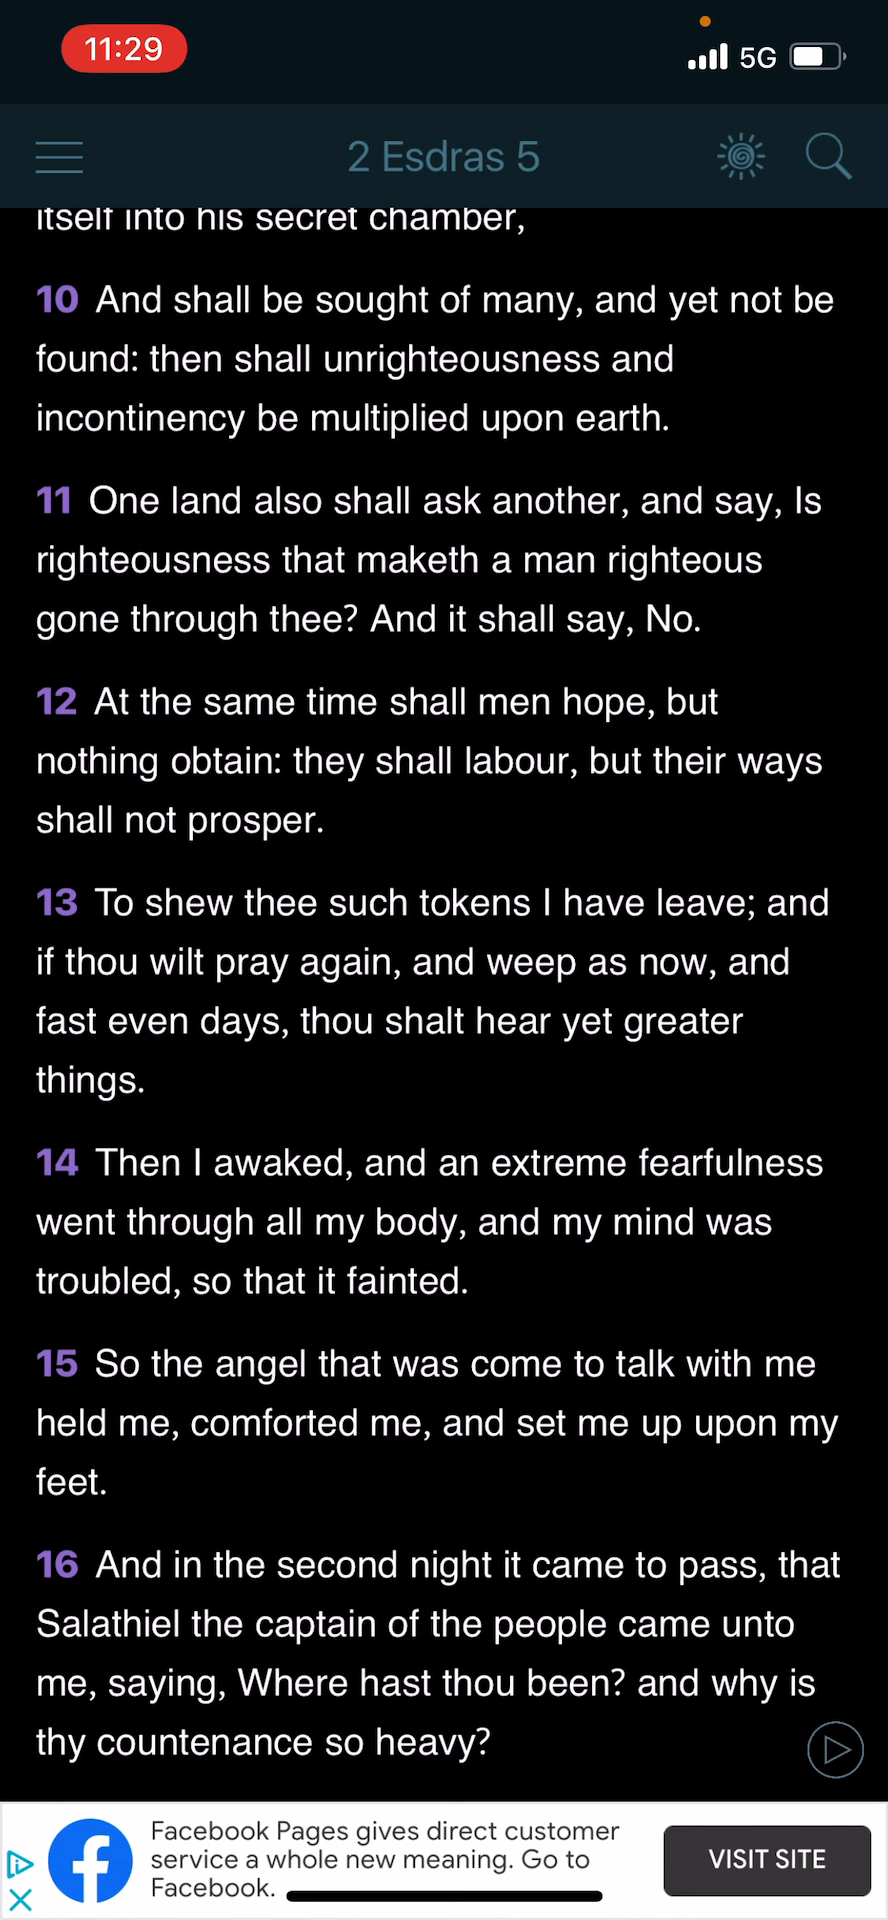 11:29
5G
2 Esdras 5
itself into his secret chamber,
10 And shall be sought of many, and yet not be
found: then shall unrighteousness and
incontinency be multiplied upon earth.
11 One land also shall ask another, and say, Is
righteousness that maketh a man righteous
gone through thee? And it shall say, No.
12 At the same time shall men hope, but
nothing obtain: they shall labour, but their ways
shall not prosper.
13 To shew thee such tokens I have leave; and
if thou wilt pray again, and weep as now, and
fast even days, thou shalt hear yet greater
things.
14 Then I awaked, and an extreme fearfulness
went through all my body, and my mind was
troubled, so that it fainted.
15 So the angel that was come to talk with me
held me, comforted me, and set me up upon my
feet.
16 And in the second night it came to pass, that
Salathiel the captain of the people came unto
me, saying, Where hast thou been? and why is
thy countenance so heavy?
Facebook Pages gives direct customer
service a whole new meaning. Go to
Facebook.
VISIT SITE